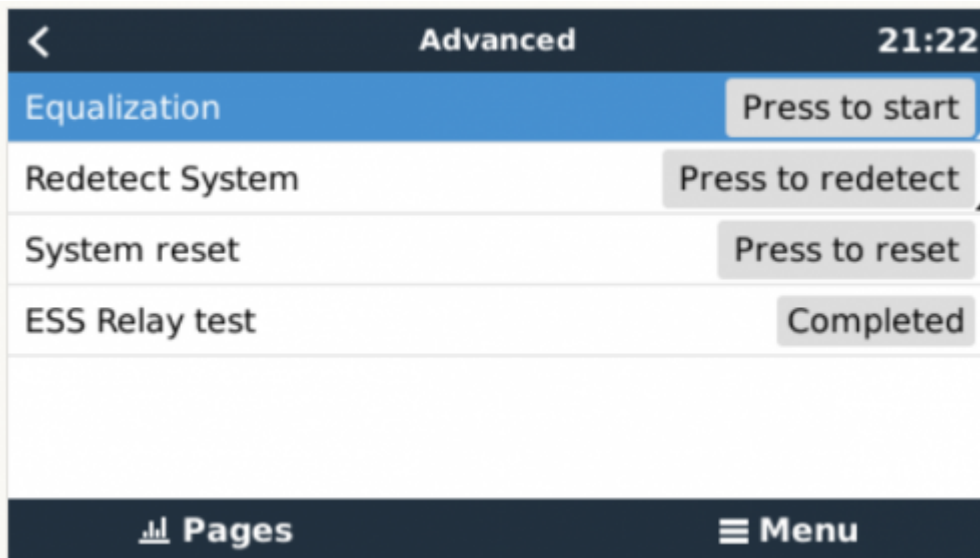 Advanced 21:22
Equalization Press to start
Redetect System Press to redetect
System reset Press to reset
ESS Relay test Completed
Pages Menu